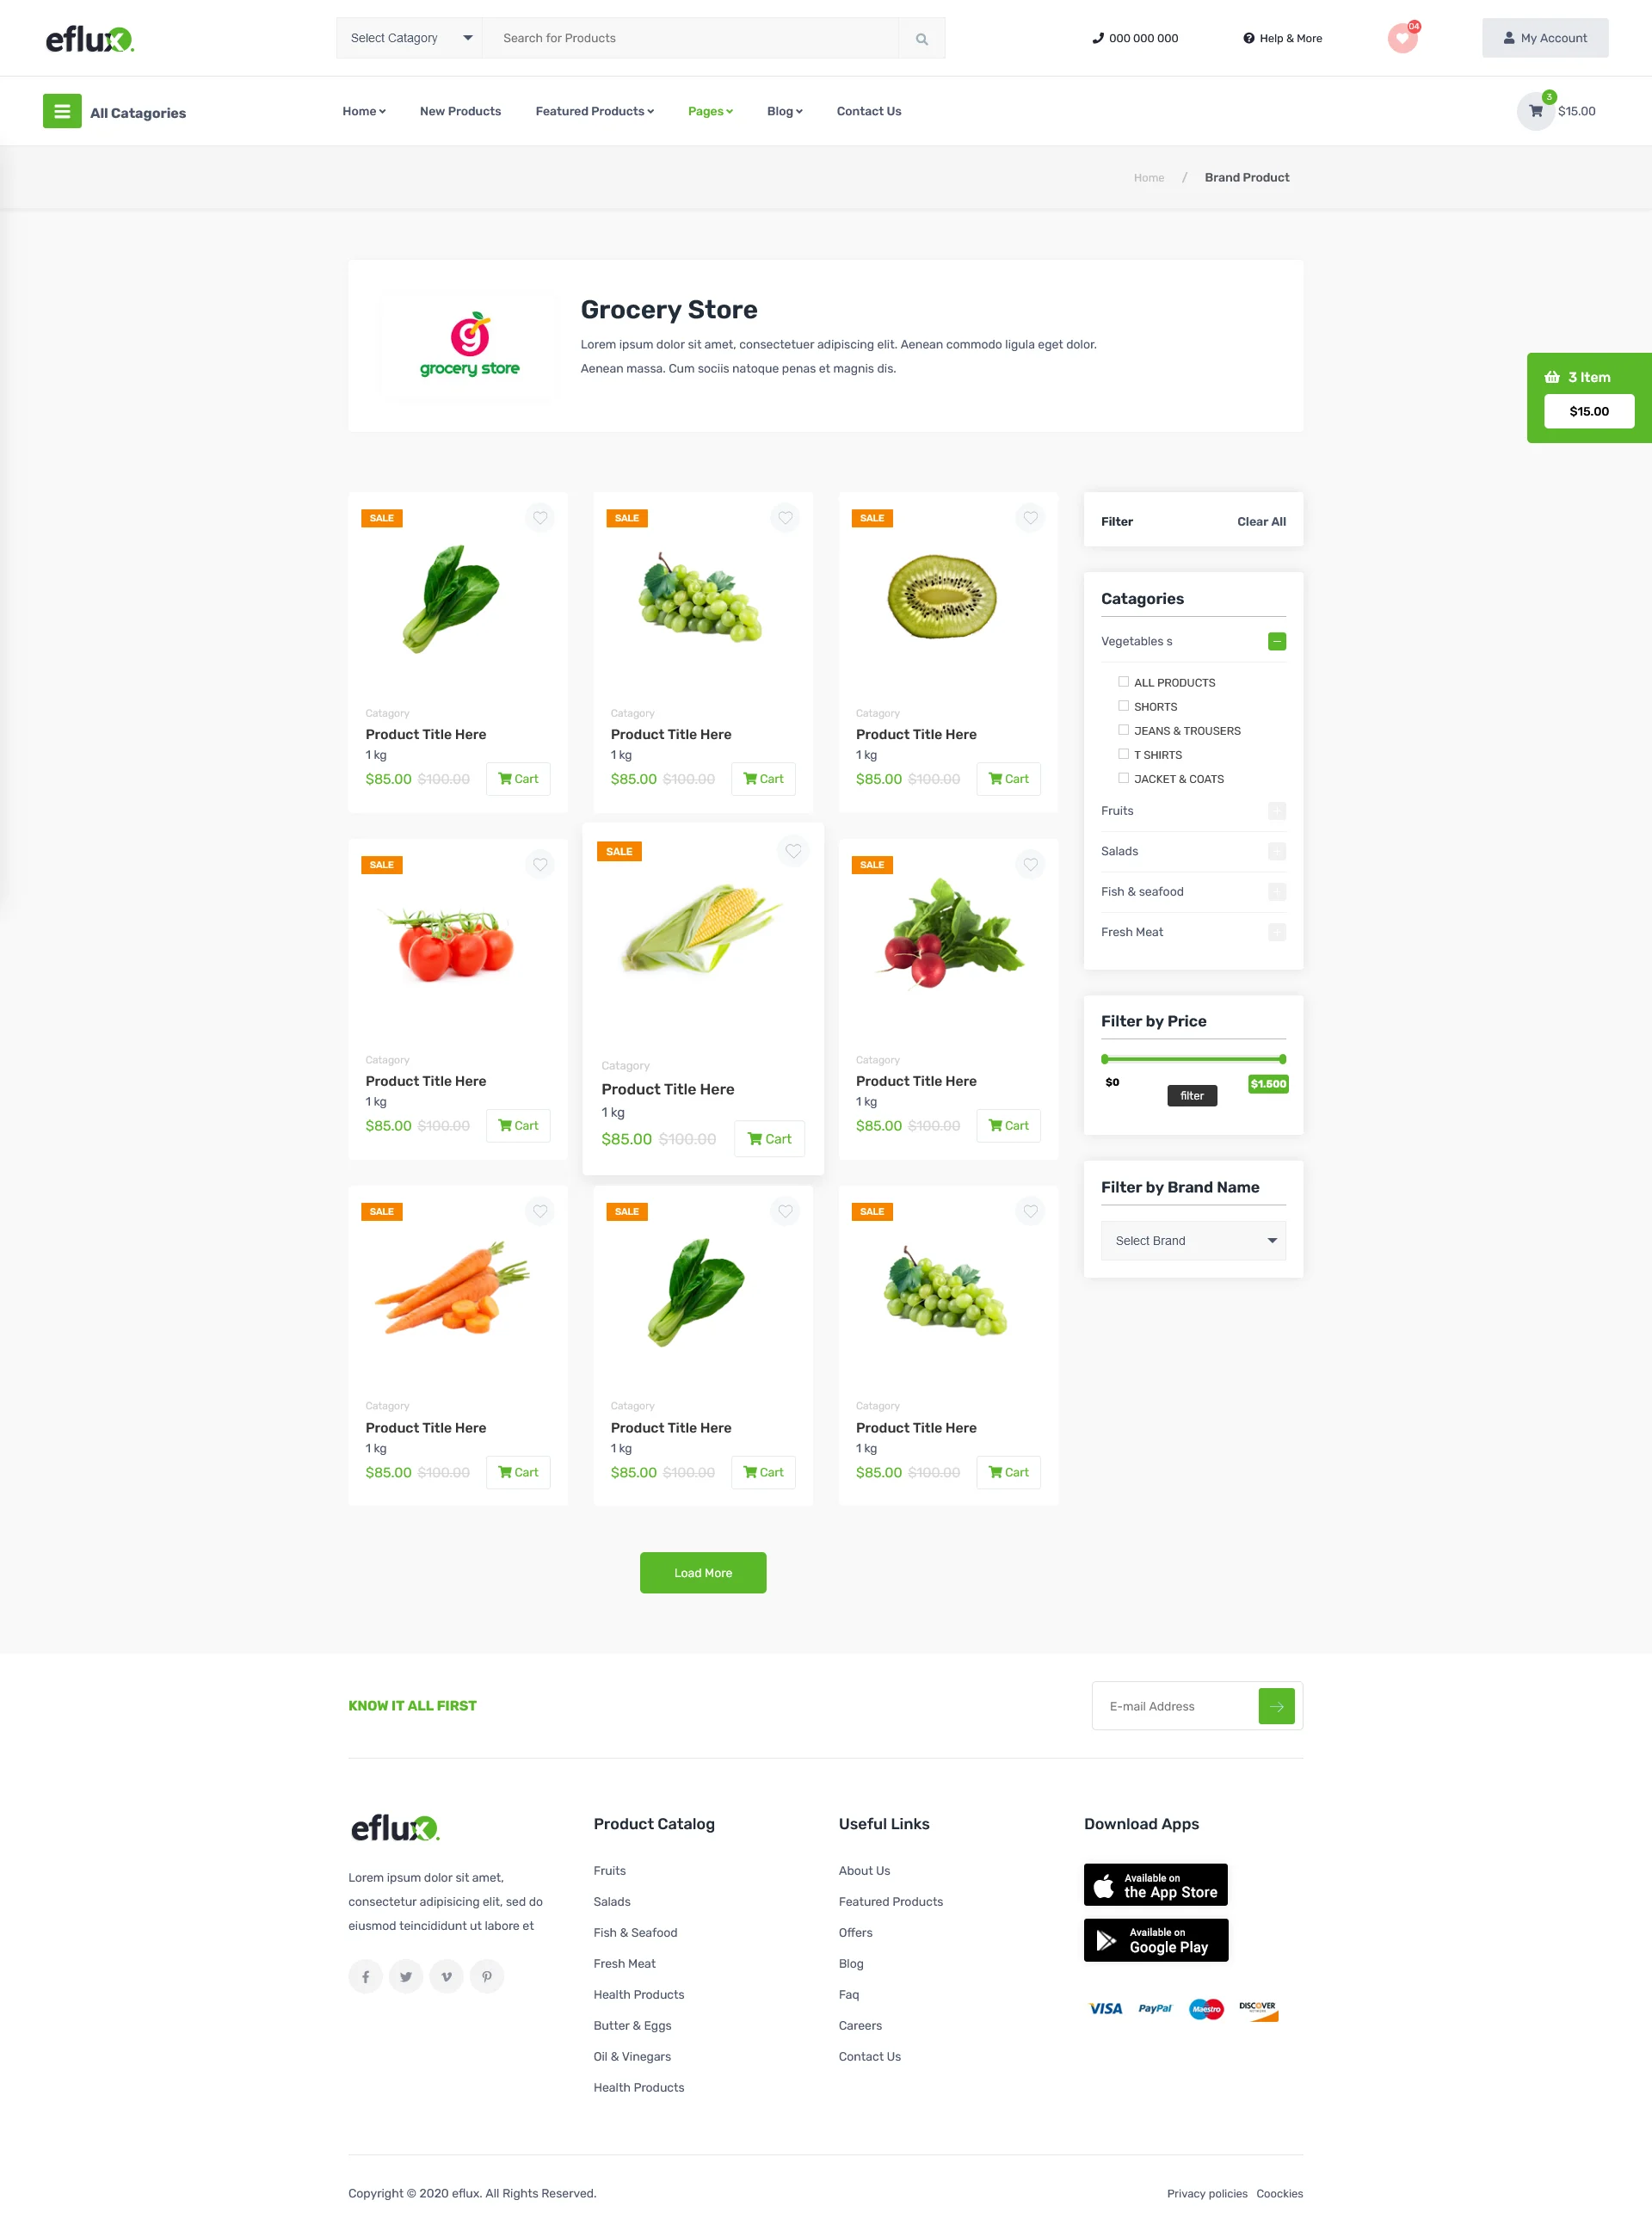 eflux.
Select Catagory
Search for Products
000 000 000
Help & More
04
My Account
All Catagories
Home
New Products
Featured Products
Pages
Blog
Contact Us
3
$15.00
Home / Brand Product
grocery store
Grocery Store
Lorem ipsum dolor sit amet, consectetuer adipiscing elit. Aenean commodo ligula eget dolor.
Aenean massa. Cum sociis natoque penas et magnis dis.
3 Item
$15.00
SALE
Catagory
Product Title Here
1 kg
$85.00 $100.00 Cart
SALE
Catagory
Product Title Here
1 kg
$85.00 $100.00 Cart
SALE
Catagory
Product Title Here
1 kg
$85.00 $100.00 Cart
SALE
Catagory
Product Title Here
1 kg
$85.00 $100.00 Cart
SALE
Catagory
Product Title Here
1 kg
$85.00 $100.00 Cart
SALE
Catagory
Product Title Here
1 kg
$85.00 $100.00 Cart
SALE
Catagory
Product Title Here
1 kg
$85.00 $100.00 Cart
SALE
Catagory
Product Title Here
1 kg
$85.00 $100.00 Cart
SALE
Catagory
Product Title Here
1 kg
$85.00 $100.00 Cart
Load More
Filter
Clear All
Catagories
Vegetables s
ALL PRODUCTS
SHORTS
JEANS & TROUSERS
T SHIRTS
JACKET & COATS
Fruits
Salads
Fish & seafood
Fresh Meat
Filter by Price
$0
$1.500
filter
Filter by Brand Name
Select Brand
KNOW IT ALL FIRST
E-mail Address
eflux.
Lorem ipsum dolor sit amet,
consectetur adipisicing elit, sed do
eiusmod teincididunt ut labore et
Product Catalog
Fruits
Salads
Fish & Seafood
Fresh Meat
Health Products
Butter & Eggs
Oil & Vinegars
Health Products
Useful Links
About Us
Featured Products
Offers
Blog
Faq
Careers
Contact Us
Download Apps
Available on
the App Store
Available on
Google Play
VISA
PayPal
Maestro
DISCOVER
NETWORK
Copyright © 2020 eflux. All Rights Reserved.
Privacy policies
Coockies